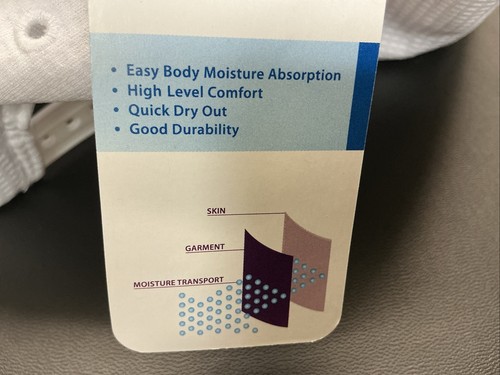 • Easy Body Moisture Absorption
• High Level Comfort
• Quick Dry Out
• Good Durability
SKIN
GARMENT
MOISTURE TRANSPORT